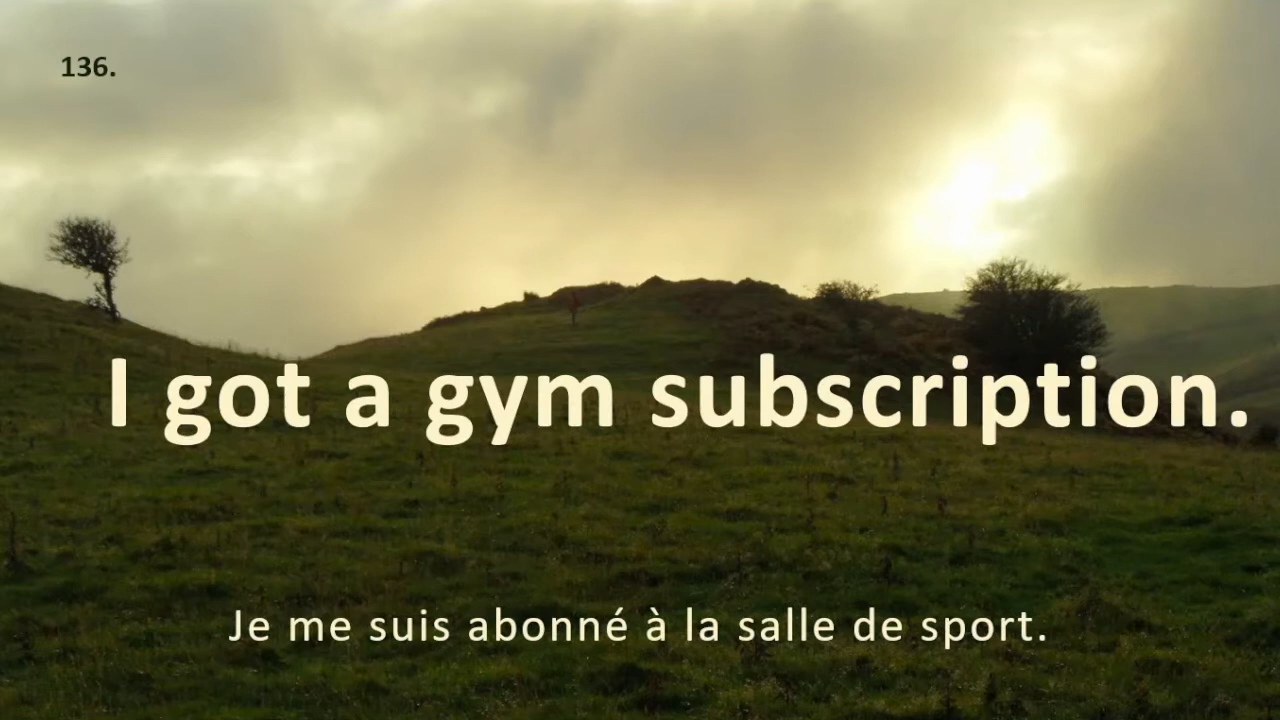 136.
I got a gym subscription.
Je me suis abonné à la salle de sport.